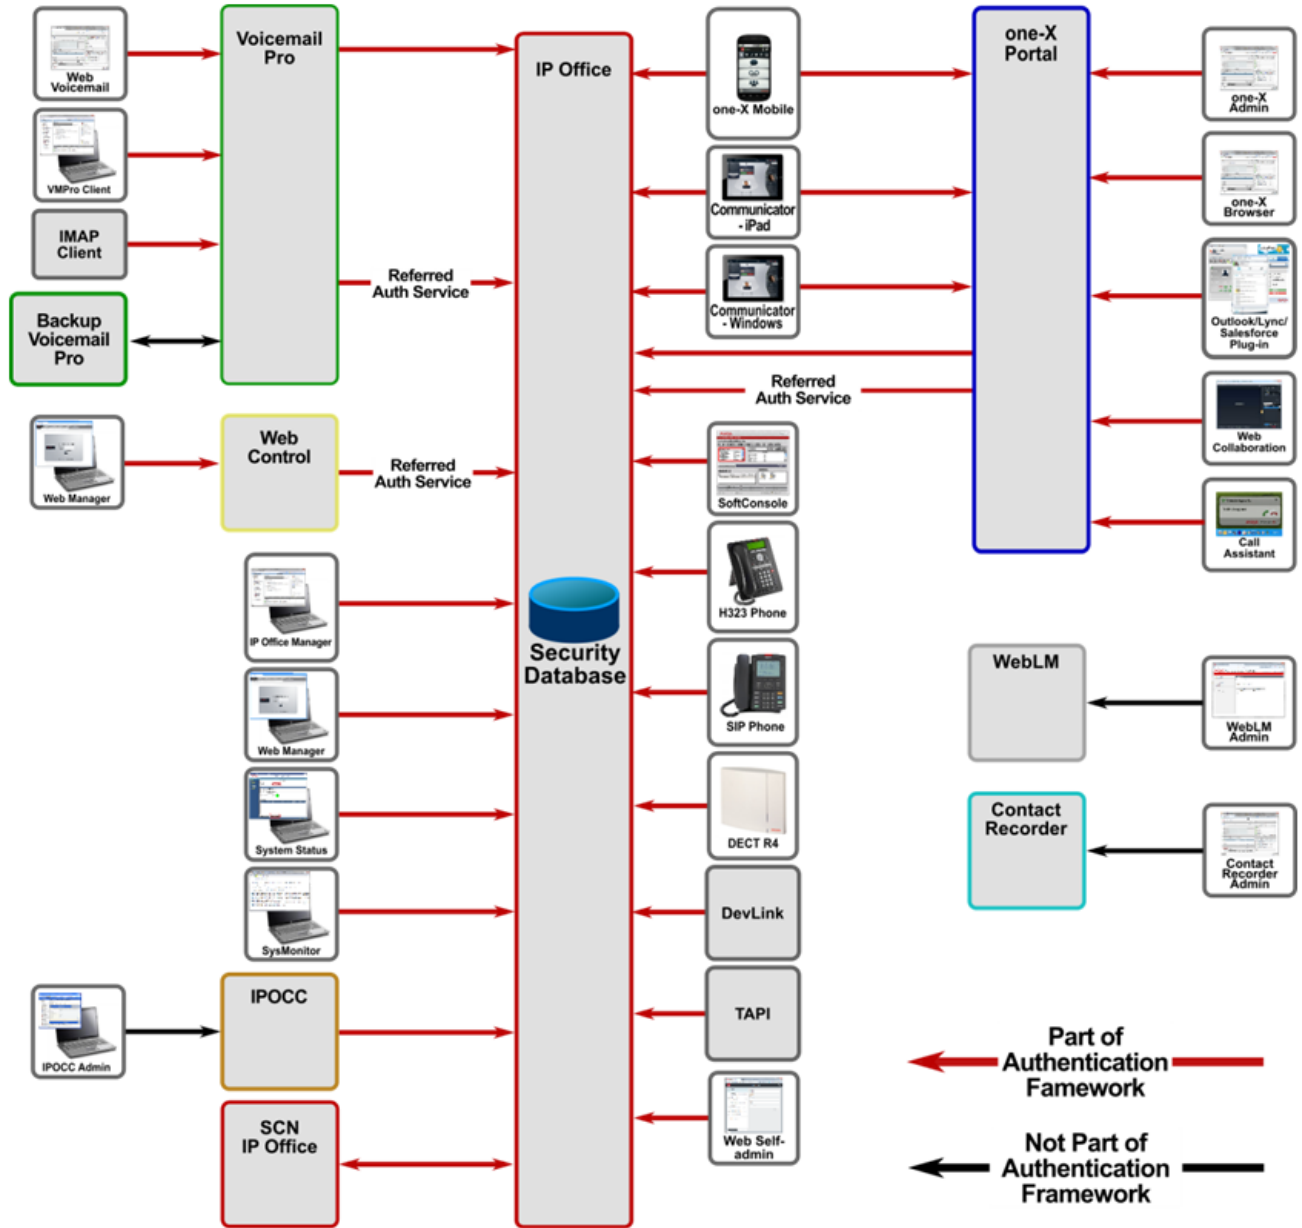 Web
Voicemail
VMPro Client
IMAP
Client
Backup
Voicemail
Pro
Web Manager
Voicemail
Pro
Referred
Auth Service
Web
Control
Referred
Auth Service
IP Office Manager
Web Manager
System Status
SysMonitor
IPOCC Admin
IPOCC
SCN
IP Office
IP Office
Security
Database
one-X Mobile
Communicator
- iPad
Communicator
- Windows
Referred
Auth Service
SoftConsole
H323 Phone
SIP Phone
DECT R4
DevLink
TAPI
Web Self-
admin
one-X
Portal
one-X
Admin
one-X
Browser
Outlook/Lync/
Salesforce
Plug-in
Web
Collaboration
Call
Assistant
WebLM
WebLM
Admin
Contact
Recorder
Contact
Recorder
Admin
Part of
Authentication
Famework
Not Part of
Authentication
Framework